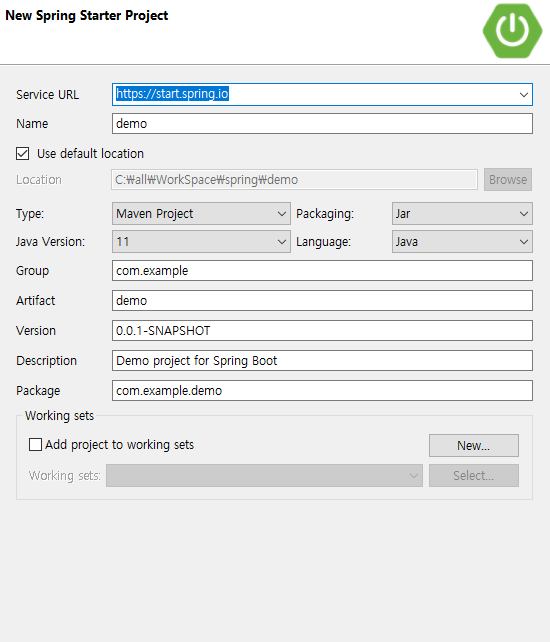 New Spring Starter Project
Service URL https://start.spring.io
Name demo
Use default location
Location C:₩all₩WorkSpace₩spring₩demo Browse
Type: Maven Project Packaging: Jar
Java Version: 11 Language: Java
Group com.example
Artifact demo
Version 0.0.1-SNAPSHOT
Description Demo project for Spring Boot
Package com.example.demo
Working sets
Add project to working sets New...
Working sets: Select...